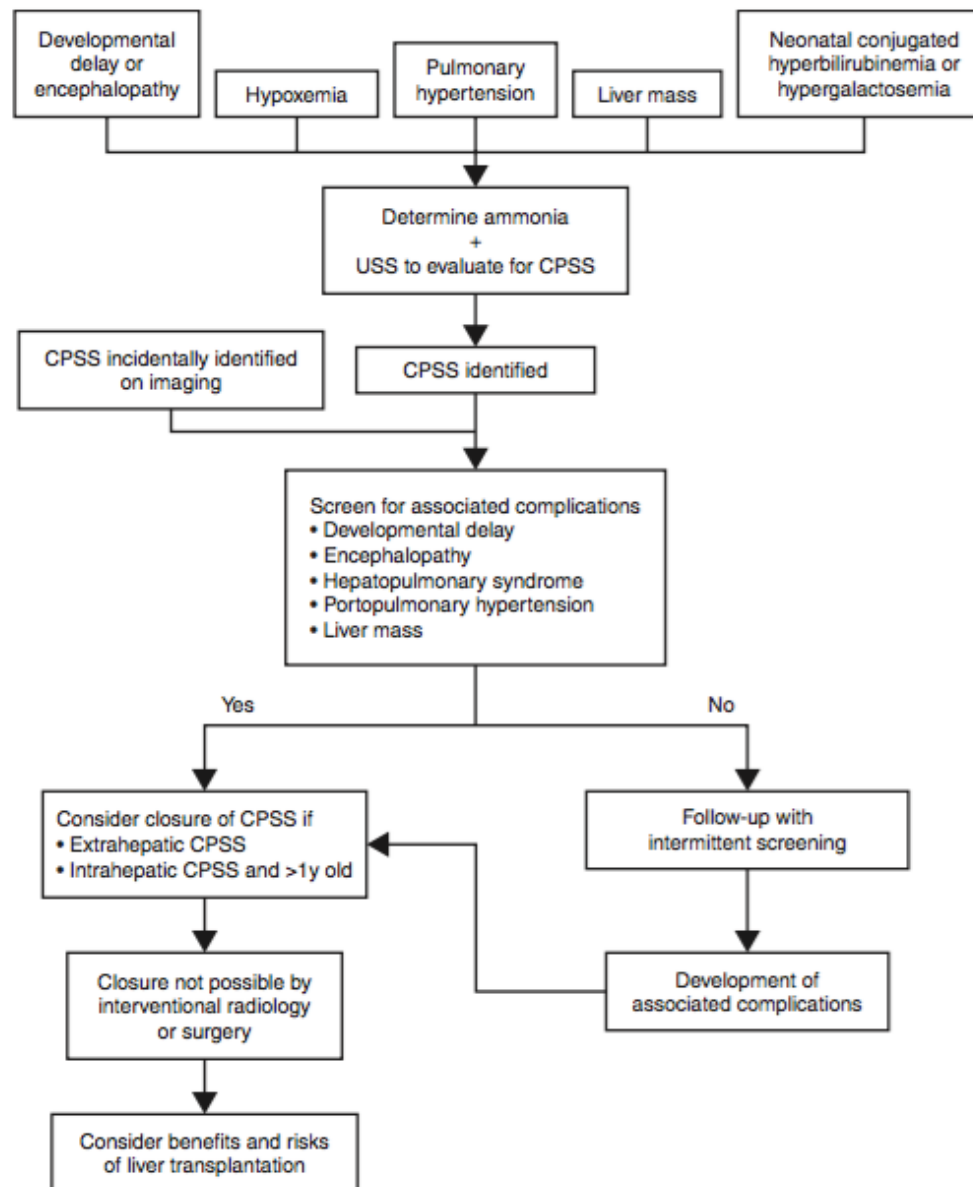 Developmental
delay or
encephalopathy
Hypoxemia
Pulmonary
hypertension
Liver mass
Neonatal conjugated
hyperbilirubinemia or
hypergalactosemia
Determine ammonia
+
USS to evaluate for CPSS
CPSS incidentally identified
on imaging
CPSS identified
Screen for associated complications
• Developmental delay
• Encephalopathy
• Hepatopulmonary syndrome
• Portopulmonary hypertension
• Liver mass
Yes
No
Consider closure of CPSS if
• Extrahepatic CPSS
• Intrahepatic CPSS and >1y old
Follow-up with
intermittent screening
Closure not possible by
interventional radiology
or surgery
Development of
associated complications
Consider benefits and risks
of liver transplantation